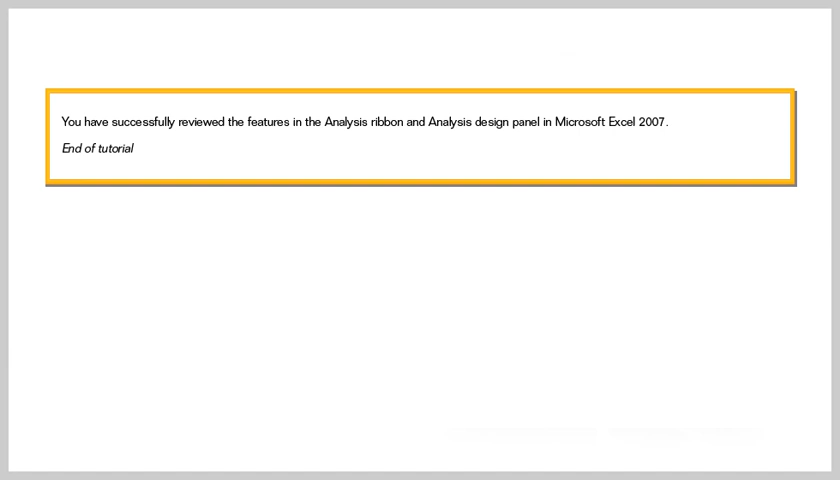 You have successfully reviewed the features in the Analysis ribbon and Analysis design panel in Microsoft Excel 2007.
End of tutorial